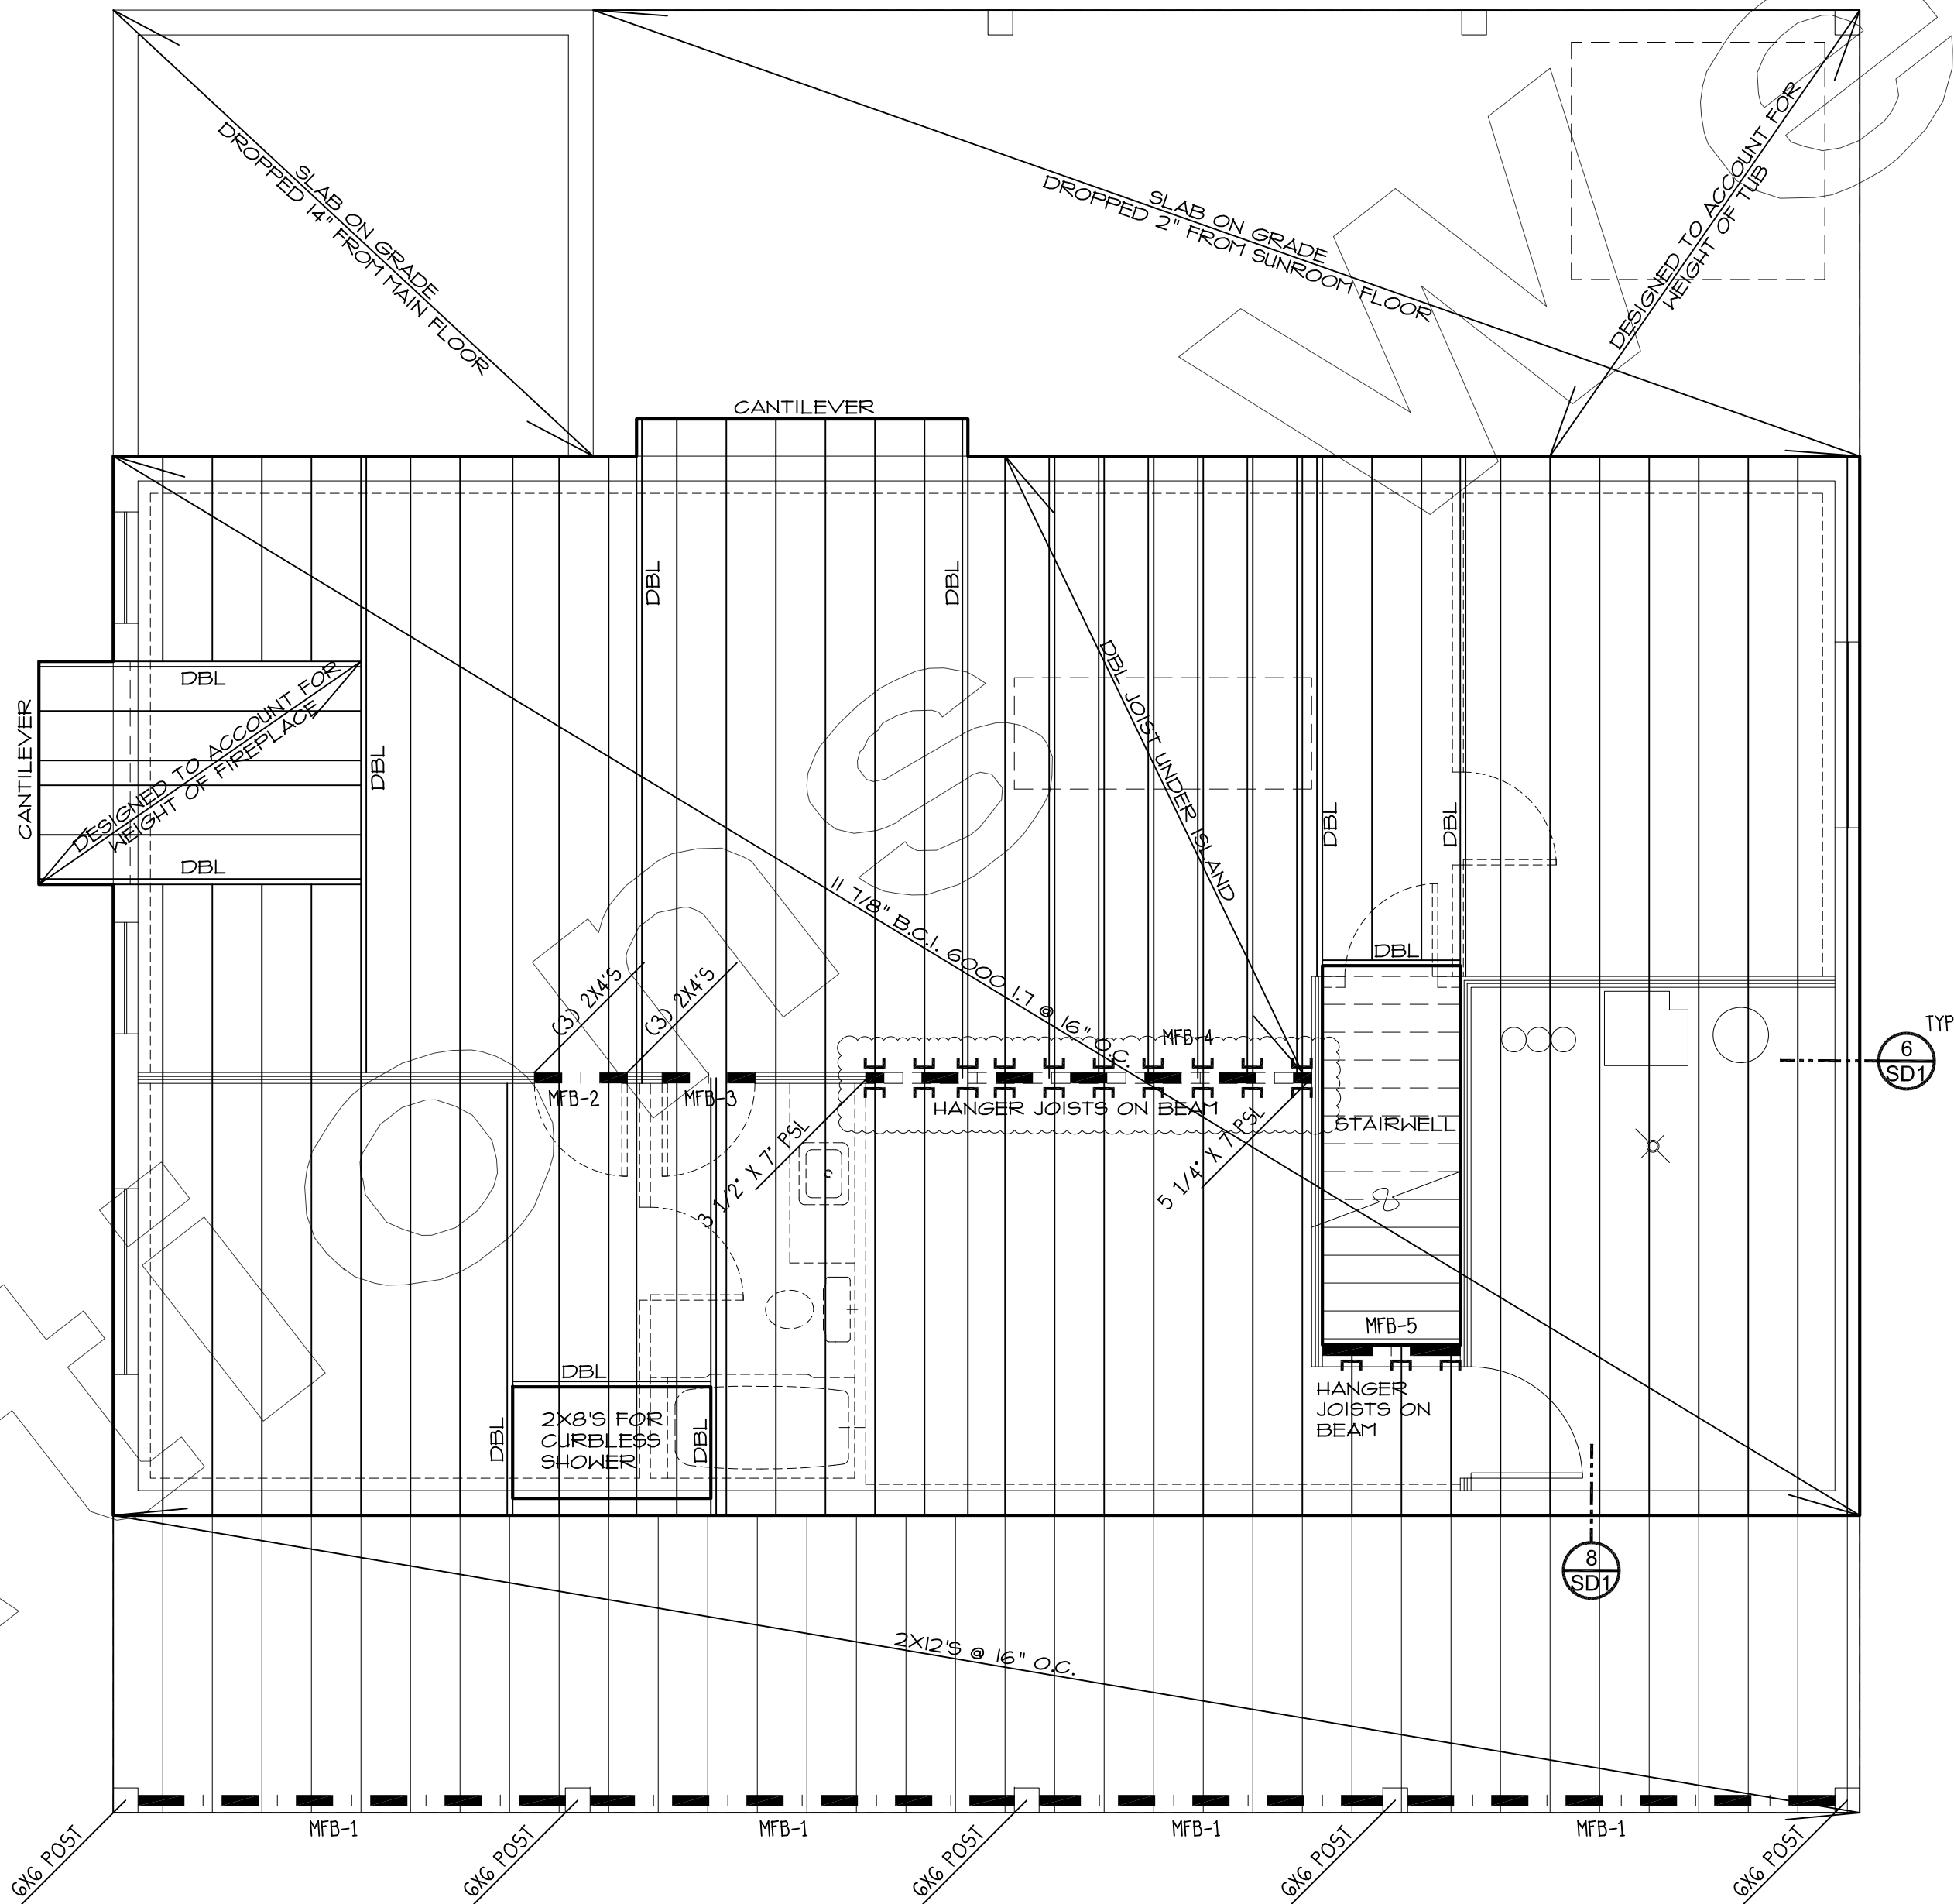 SLAB ON GRADE
DROPPED 14" FROM MAIN FLOOR
SLAB ON GRADE
DROPPED 2" FROM SUNROOM FLOOR
DESIGNED TO ACCOUNT FOR
WEIGHT OF TUB
CANTILEVER
DBL
DBL
DBL JOIST UNDER ISLAND
CANTILEVER
DBL
DESIGNED TO ACCOUNT FOR
WEIGHT OF FIREPLACE
DBL
DBL
DBL
DBL
11 7/8" B.C.I. 6000 1.7 @ 16" O.C.
DBL
(3) 2X4'S
(3) 2X4'S
MFB-4
TYP
6
SD1
MFB-2
MFB-3
HANGER JOISTS ON BEAM
STAIRWELL
3 1/2" X 7" PSL
5 1/4" X 7" PSL
MFB-5
DBL
DBL
2X8'S FOR
CURBLESS
SHOWER
DBL
HANGER
JOISTS ON
BEAM
8
SD1
2X12'S @ 16" O.C.
MFB-1
MFB-1
MFB-1
MFB-1
6X6 POST
6X6 POST
6X6 POST
6X6 POST
6X6 POST